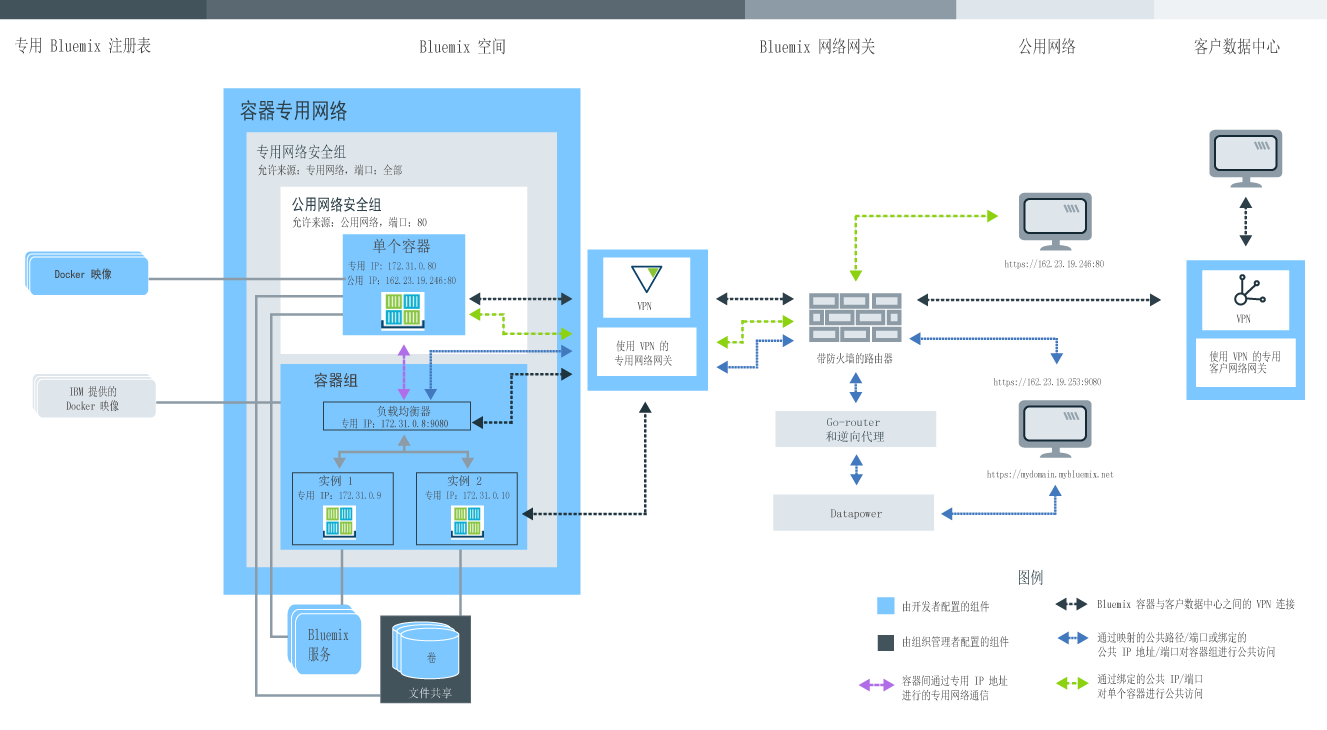 专用 Bluemix 注册表
Bluemix 空间
Bluemix 网络网关
公用网络
客户数据中心
容器专用网络
专用网络安全组
允许来源：专用网络，端口：全部
公用网络安全组
允许来源：公用网络，端口：80
单个容器
专用 IP：172.31.0.80
公用 IP：162.23.19.246:80
Docker 映像
IBM 提供的
Docker 映像
容器组
负载均衡器
专用 IP：172.31.0.8:9080
实例 1
专用 IP：172.31.0.9
实例 2
专用 IP：172.31.0.10
Bluemix
服务
卷
文件共享
VPN
使用 VPN 的
专用网络网关
带防火墙的路由器
Go-router
和逆向代理
Datapower
https://162.23.19.246:80
https://162.23.19.253:9080
https://mydomain.mybluemix.net
VPN
使用 VPN 的专用
客户网络网关
图例
由开发者配置的组件
由组织管理者配置的组件
容器间通过专用 IP 地址
进行的专用网络通信
Bluemix 容器与客户数据中心之间的 VPN 连接
通过映射的公共路径/端口或绑定的
公共 IP 地址/端口对容器组进行公共访问
通过绑定的公共 IP/端口
对单个容器进行公共访问